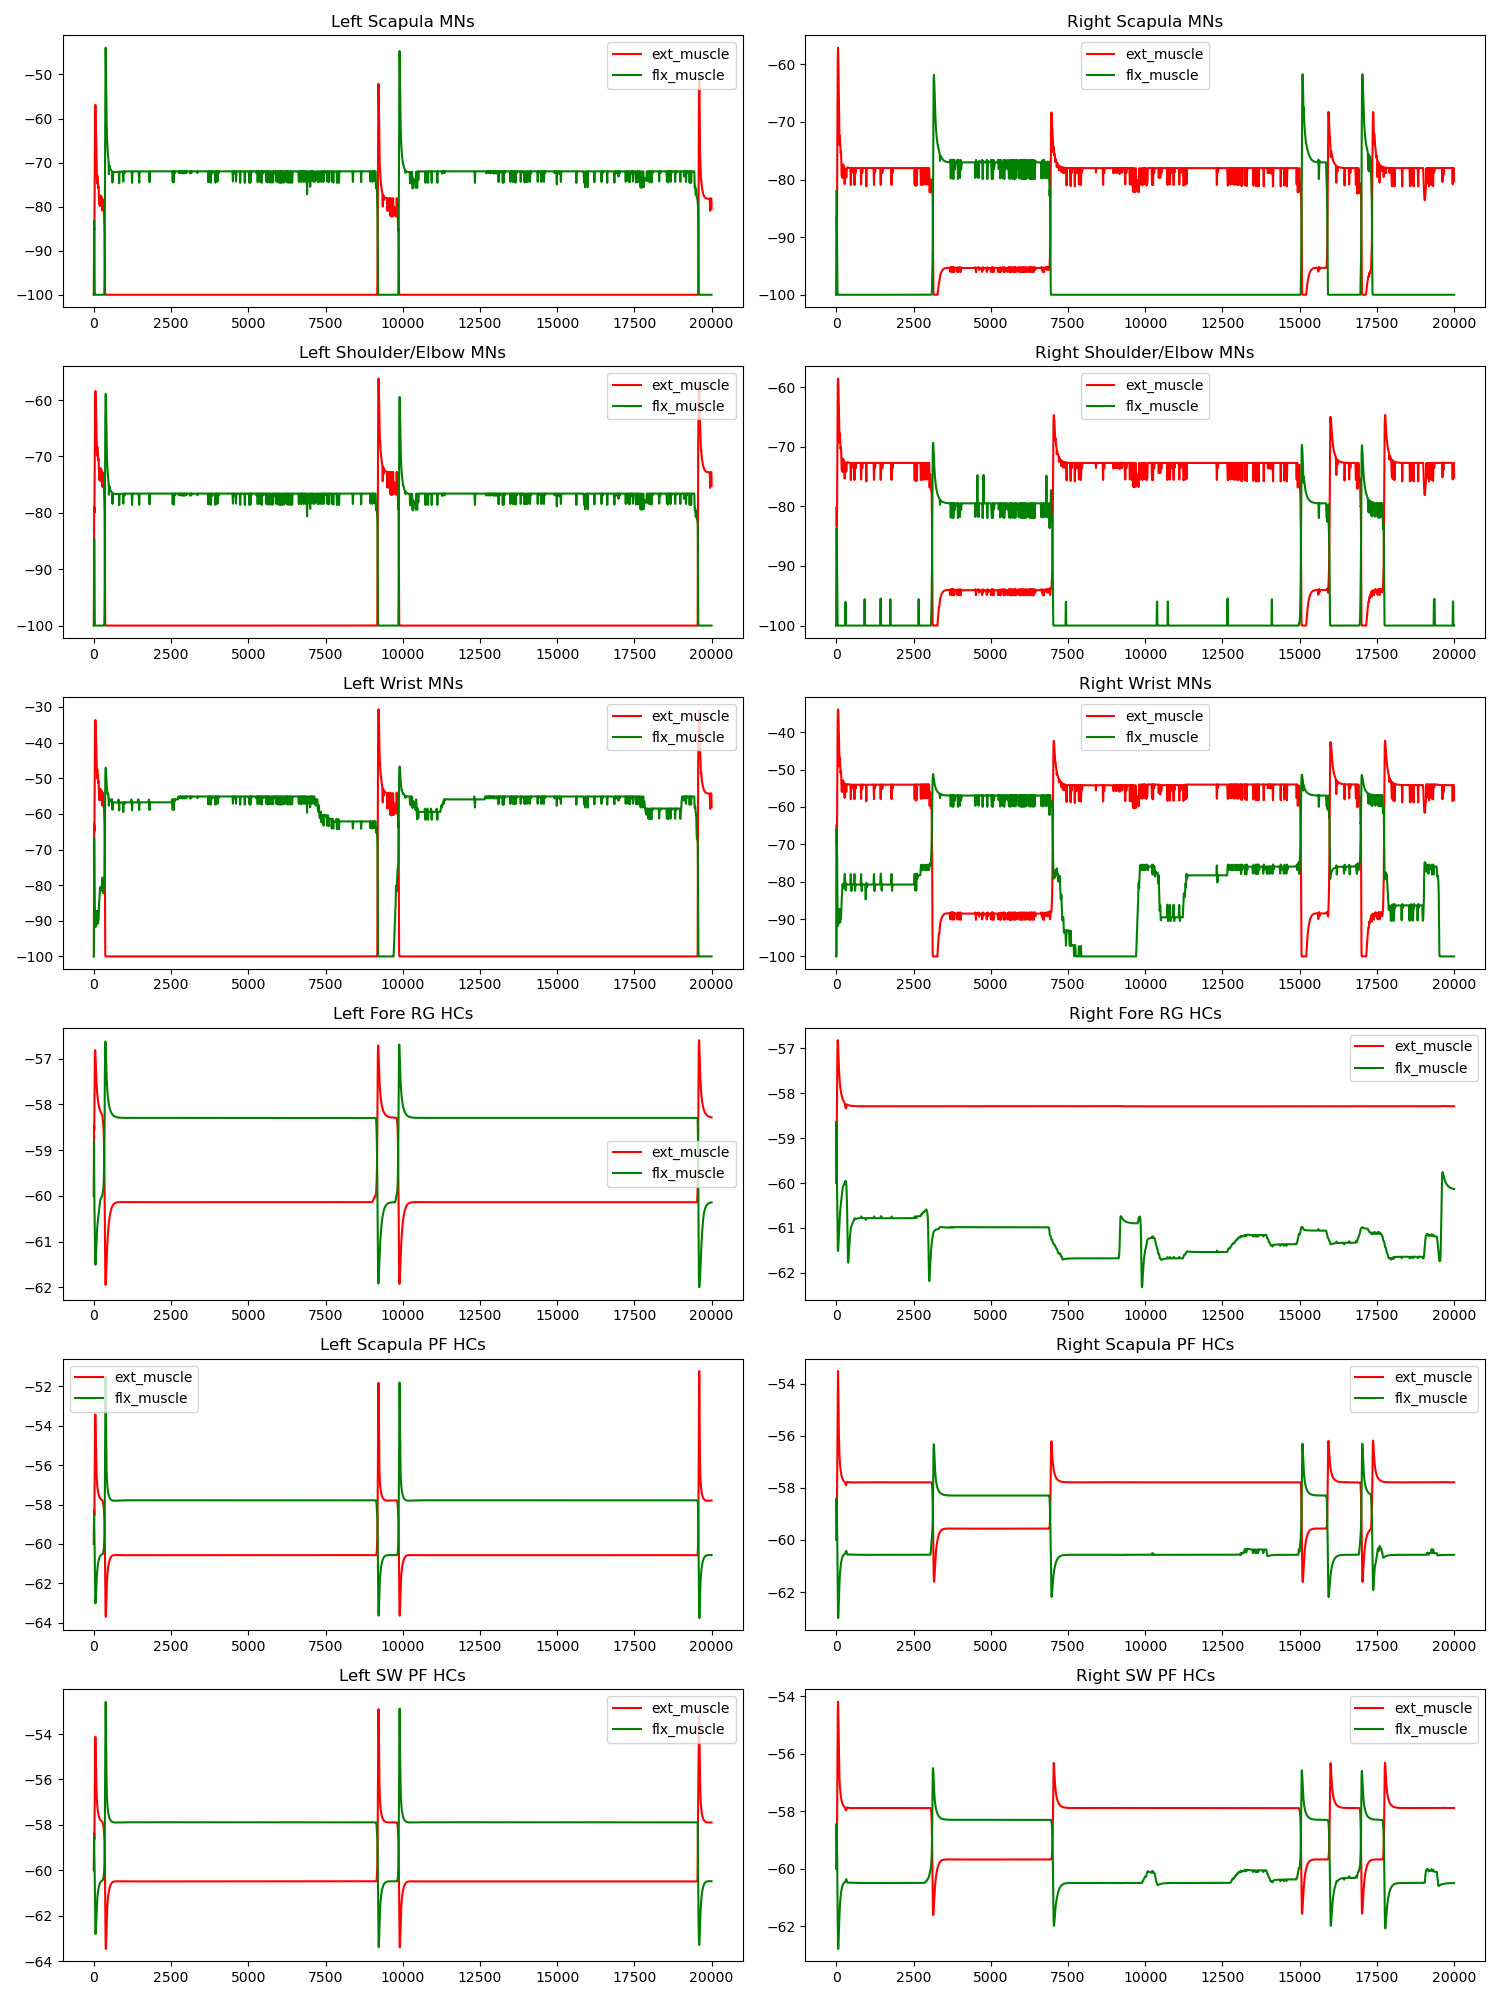 Left Scapula MNs
ext_muscle
flx_muscle
−50
−60
−70
−80
−90
−100
0 2500 5000 7500 10000 12500 15000 17500 20000
Right Scapula MNs
ext_muscle
flx_muscle
−60
−70
−80
−90
−100
0 2500 5000 7500 10000 12500 15000 17500 20000
Left Shoulder/Elbow MNs
ext_muscle
flx_muscle
−60
−70
−80
−90
−100
0 2500 5000 7500 10000 12500 15000 17500 20000
Right Shoulder/Elbow MNs
ext_muscle
flx_muscle
−60
−70
−80
−90
−100
0 2500 5000 7500 10000 12500 15000 17500 20000
Left Wrist MNs
ext_muscle
flx_muscle
−30
−40
−50
−60
−70
−80
−90
−100
0 2500 5000 7500 10000 12500 15000 17500 20000
Right Wrist MNs
ext_muscle
flx_muscle
−40
−50
−60
−70
−80
−90
−100
0 2500 5000 7500 10000 12500 15000 17500 20000
Left Fore RG HCs
ext_muscle
flx_muscle
−57
−58
−59
−60
−61
−62
0 2500 5000 7500 10000 12500 15000 17500 20000
Right Fore RG HCs
ext_muscle
flx_muscle
−57
−58
−59
−60
−61
−62
0 2500 5000 7500 10000 12500 15000 17500 20000
Left Scapula PF HCs
ext_muscle
flx_muscle
−52
−54
−56
−58
−60
−62
−64
0 2500 5000 7500 10000 12500 15000 17500 20000
Right Scapula PF HCs
ext_muscle
flx_muscle
−54
−56
−58
−60
−62
0 2500 5000 7500 10000 12500 15000 17500 20000
Left SW PF HCs
ext_muscle
flx_muscle
−54
−56
−58
−60
−62
−64
0 2500 5000 7500 10000 12500 15000 17500 20000
Right SW PF HCs
ext_muscle
flx_muscle
−54
−56
−58
−60
−62
0 2500 5000 7500 10000 12500 15000 17500 20000